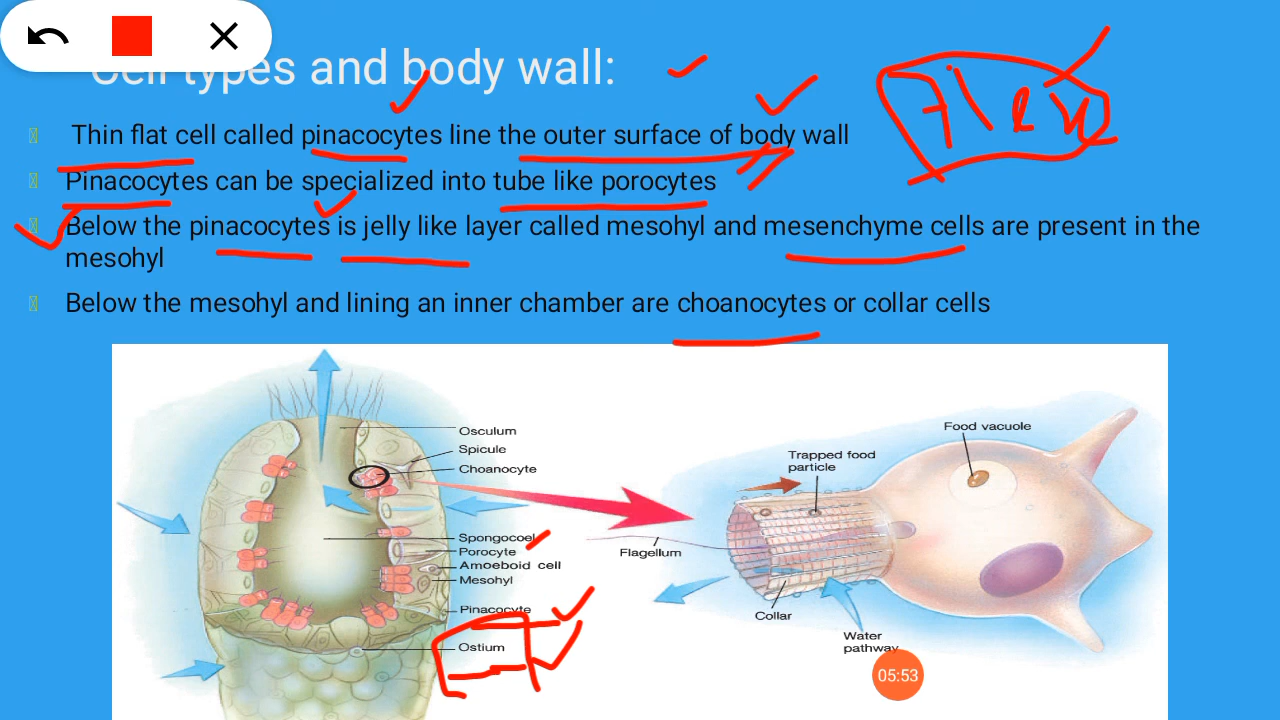 Cell types and body wall:
Thin flat cell called pinacocytes line the outer surface of body wall
Pinacocytes can be specialized into tube like porocytes
Below the pinacocytes is jelly like layer called mesohyl and mesenchyme cells are present in the
mesohyl
Below the mesohyl and lining an inner chamber are choanocytes or collar cells
Osculum
Spicule
Choanocyte
Spongocoel
Porocyte
Amoeboid cell
Mesohyl
Pinacocyte
Ostium
Food vacuole
Trapped food
particle
Flagellum
Collar
Water
pathway
05:53